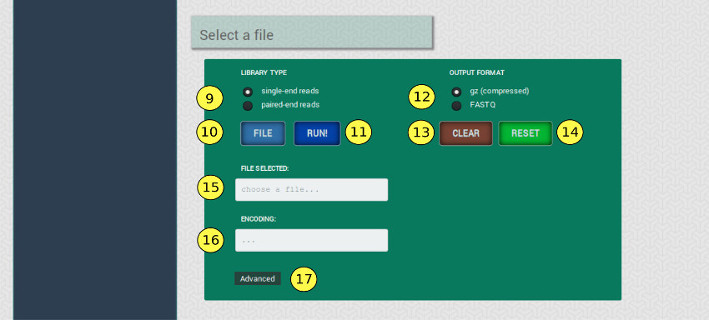 Select a file
LIBRARY TYPE
OUTPUT FORMAT
9
single-end reads
paired-end reads
12
gz (compressed)
FASTQ
10
FILE
RUN!
11
13
CLEAR
RESET
14
FILE SELECTED:
15
choose a file...
ENCODING:
16
...
Advanced
17